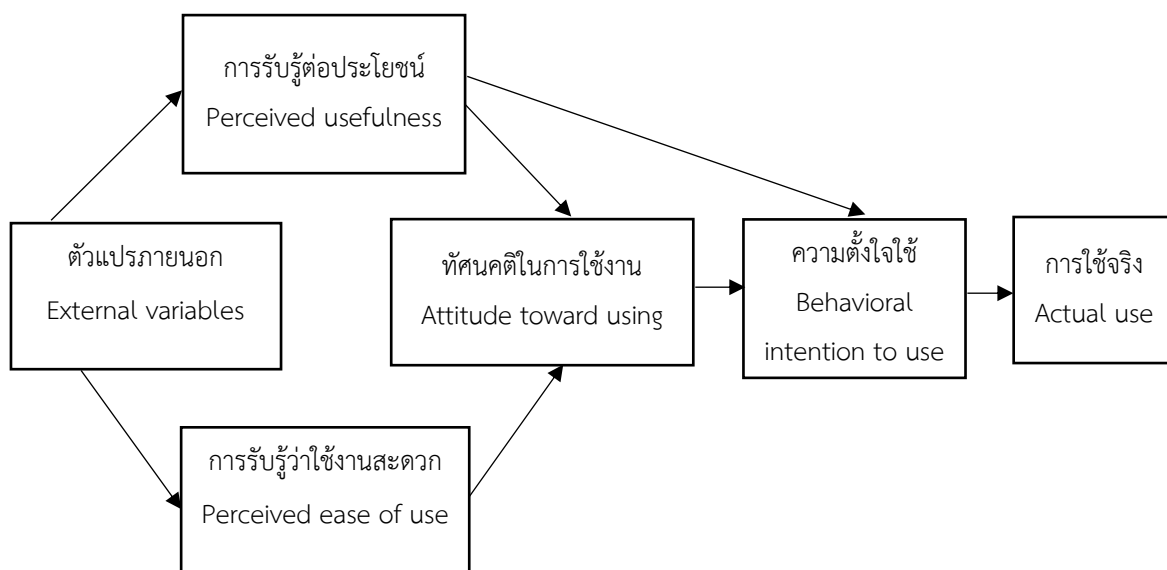 การรับรู้ต่อประโยชน์
Perceived usefulness
ตัวแปรภายนอก
External variables
ทัศนคติในการใช้งาน
Attitude toward using
ความตั้งใจใช้
Behavioral
intention to use
การใช้จริง
Actual use
การรับรู้ว่าใช้งานสะดวก
Perceived ease of use